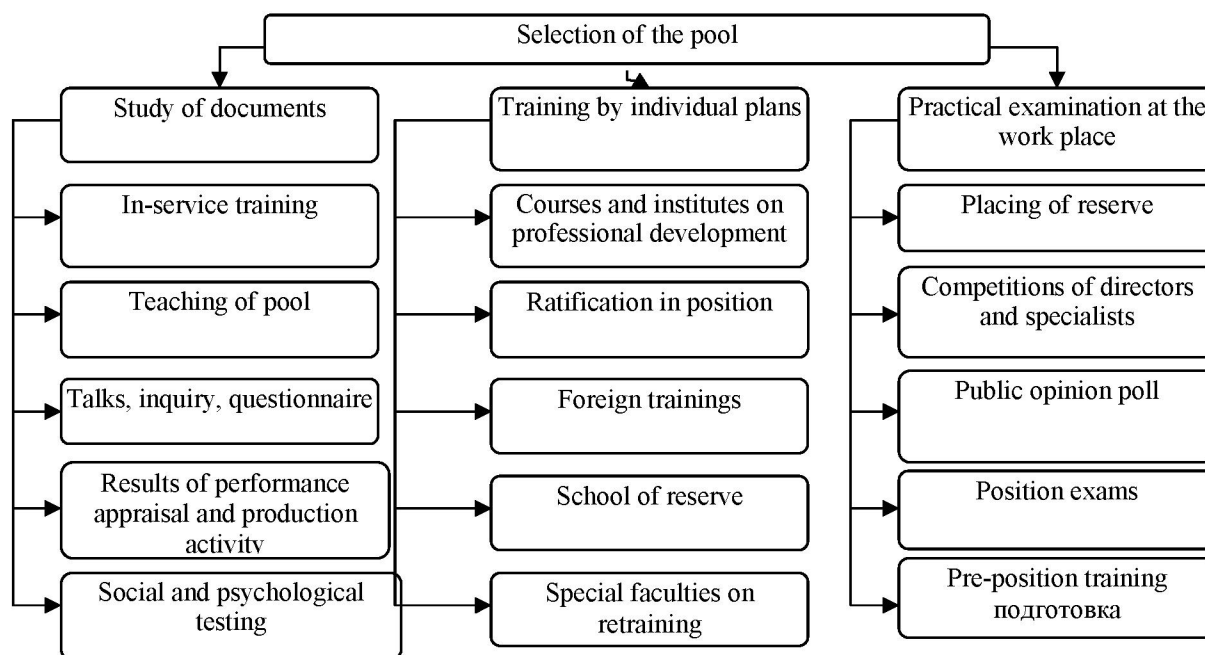 Selection of the pool
Study of documents
In-service training
Teaching of pool
Talks, inquiry, questionnaire
Results of performance
appraisal and production
activity
Social and psychological
testing
Training by individual plans
Courses and institutes on
professional development
Ratification in position
Foreign trainings
School of reserve
Special faculties on
retraining
Practical examination at the
work place
Placing of reserve
Competitions of directors
and specialists
Public opinion poll
Position exams
Pre-position training
подготовка